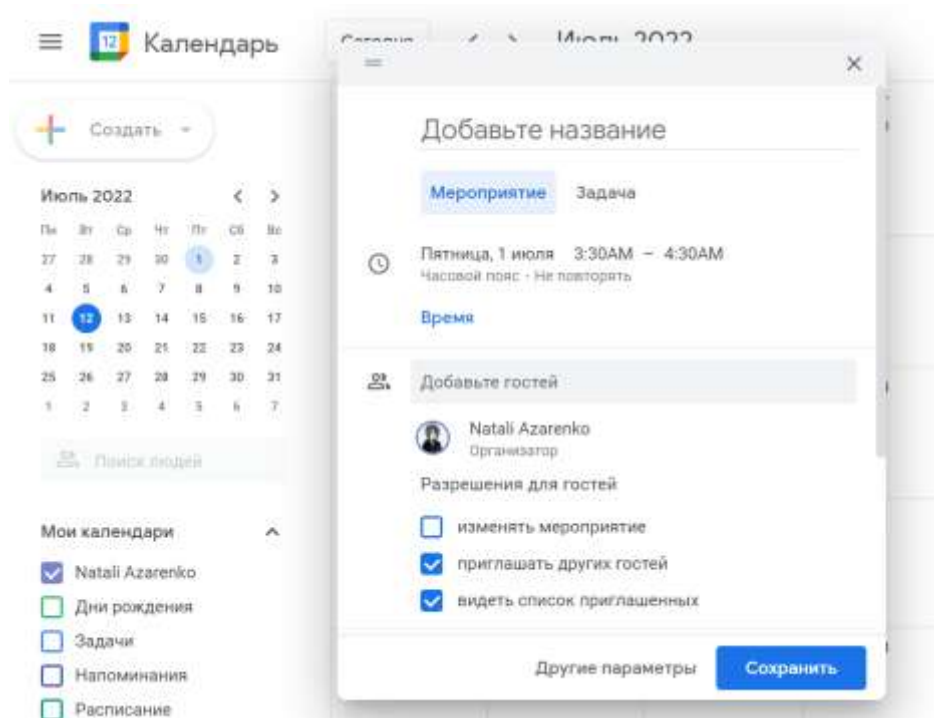 12 Календарь
Июль 2022
Создать
Июль 2022
Пн Вт Ср Чт Пт Сб Вс
27 28 29 30 1 2 3
4 5 6 7 8 9 10
11 12 13 14 15 16 17
18 19 20 21 22 23 24
25 26 27 28 29 30 31
1 2 3 4 5 6 7
Поиск людей
Мои календари
Natali Azarenko
Дни рождения
Задачи
Напоминания
Расписание
Добавьте название
Мероприятие Задача
Пятница, 1 июля 3:30AM – 4:30AM
Часовой пояс · Не повторять
Время
Добавьте гостей
Natali Azarenko
Организатор
Разрешения для гостей
изменять мероприятие
приглашать других гостей
видеть список приглашенных
Другие параметры Сохранить